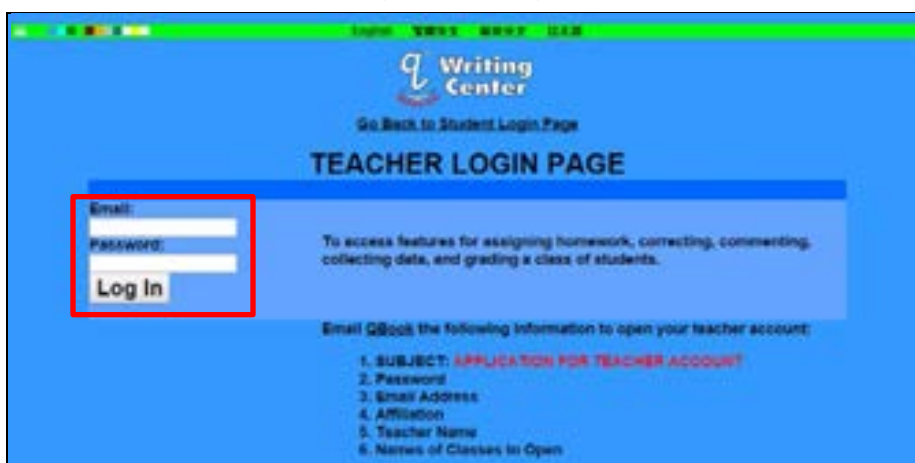 English
Writing
Center
Go Back to Student Login Page
TEACHER LOGIN PAGE
Email:
Password:
Log In
To access features for assigning homework, correcting, commenting,
collecting data, and grading a class of students.
Email QBook the following information to open your teacher account:
1. SUBJECT: APPLICATION FOR TEACHER ACCOUNT
2. Password
3. Email Address
4. Affiliation
5. Teacher Name
6. Names of Classes to Open